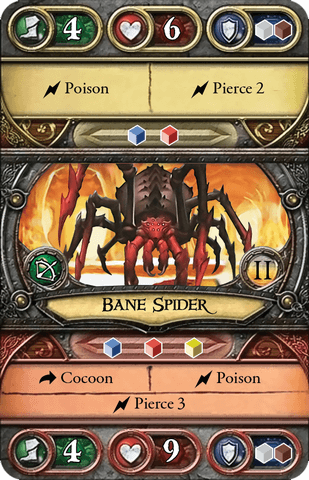 4 6
Poison Pierce 2
II
BANE SPIDER
Cocoon Poison
Pierce 3
4 9